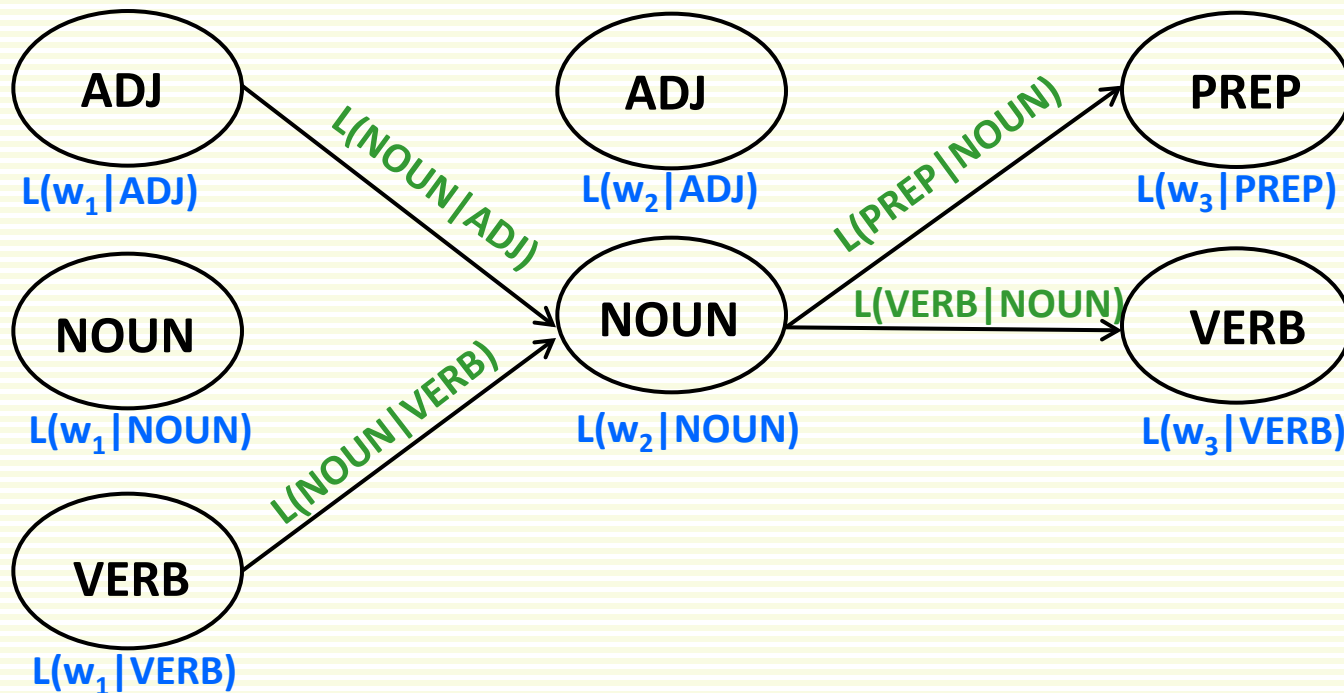 ADJ
L(w₁|ADJ)
NOUN
L(w₁|NOUN)
VERB
L(w₁|VERB)
L(NOUN|ADJ)
L(NOUN|VERB)
ADJ
L(w₂|ADJ)
NOUN
L(w₂|NOUN)
L(PREP|NOUN)
L(VERB|NOUN)
PREP
L(w₃|PREP)
VERB
L(w₃|VERB)